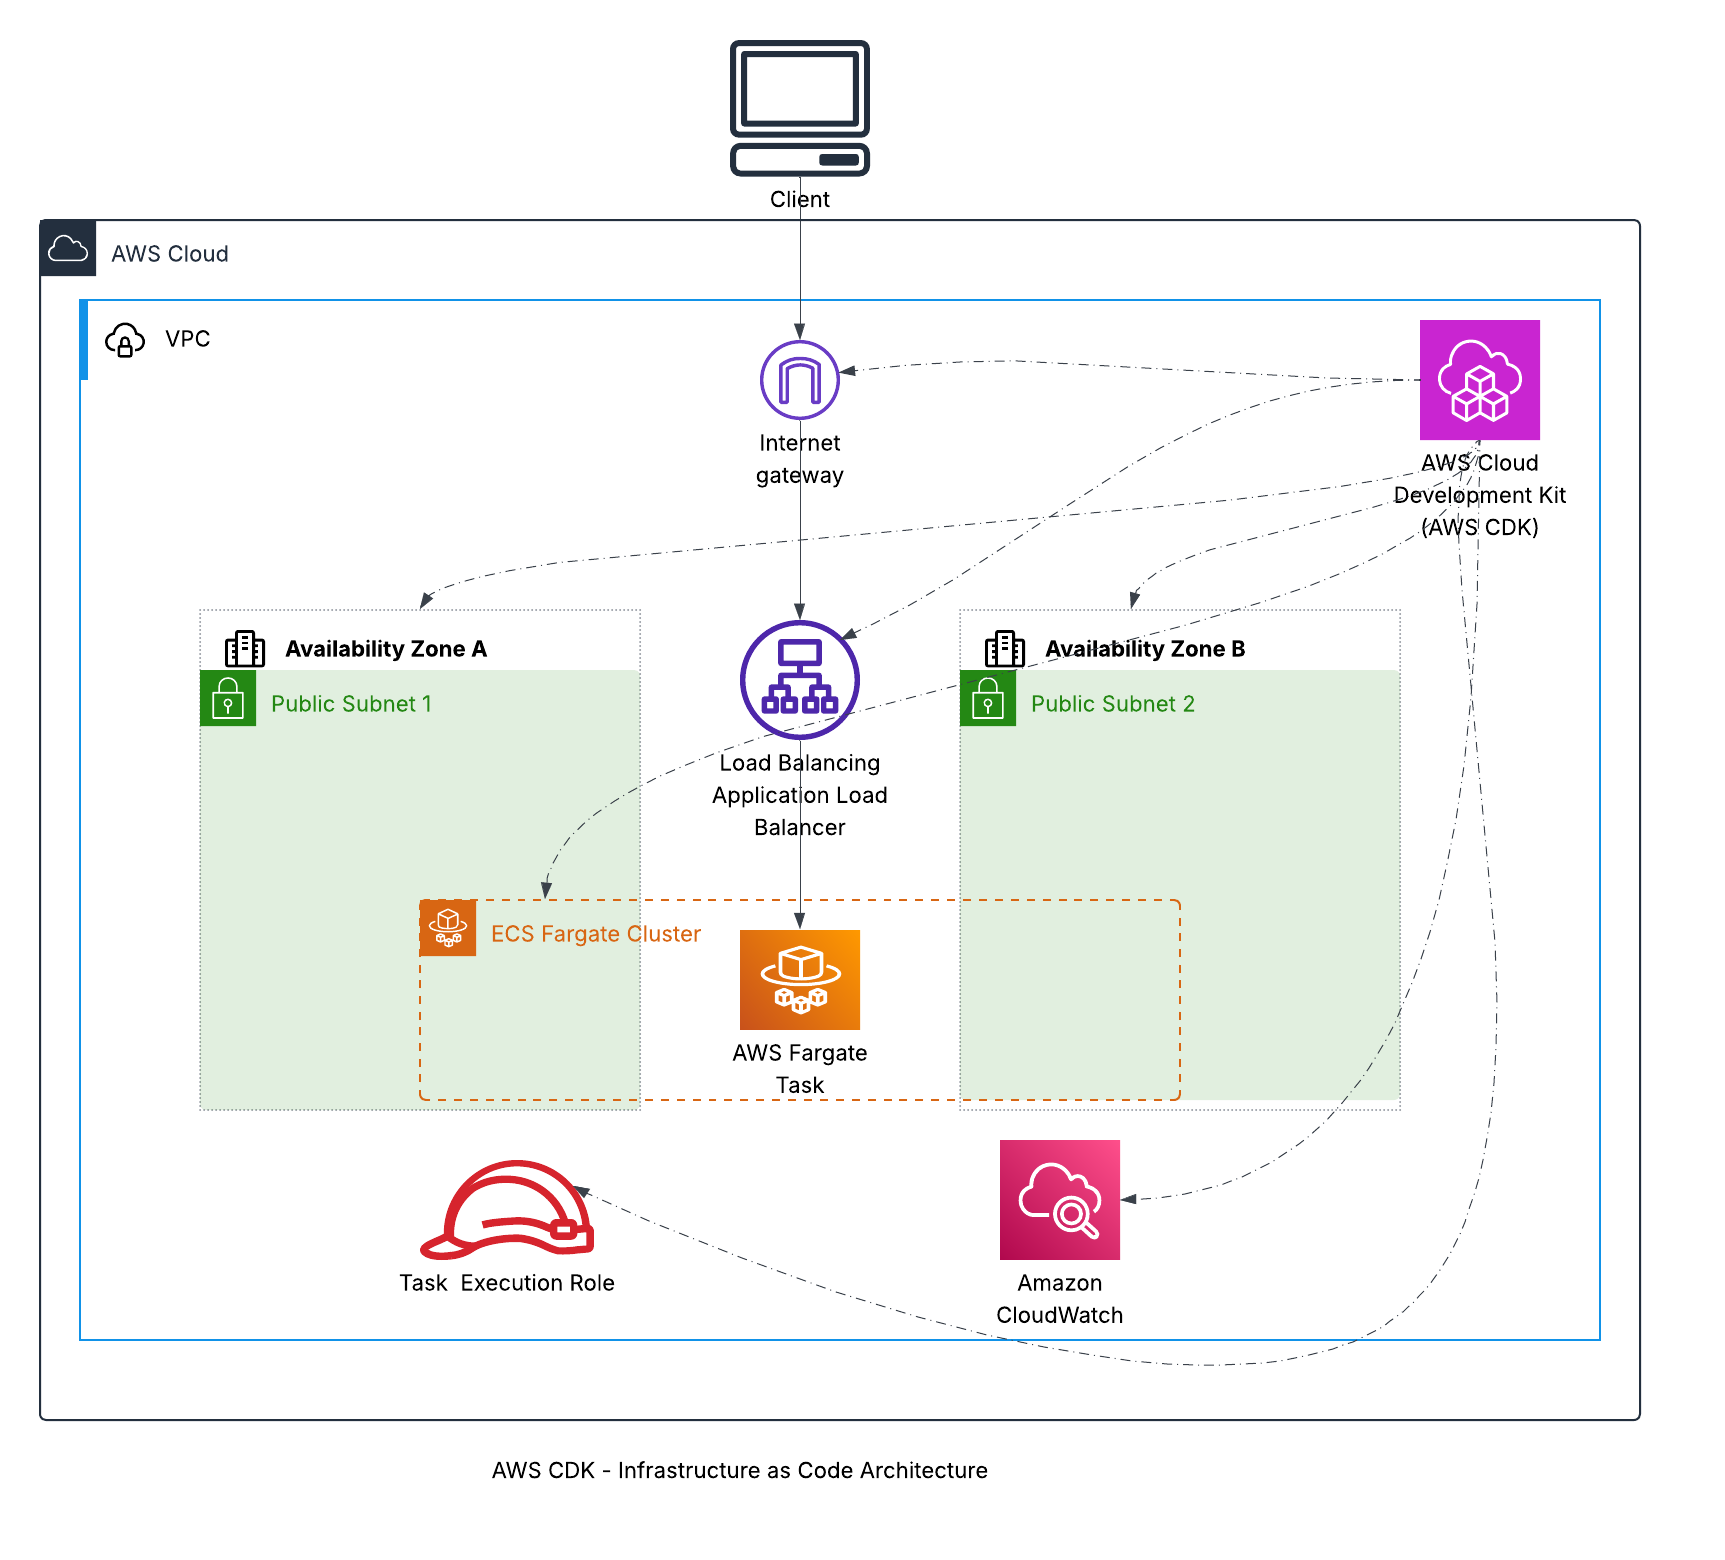 Client
AWS Cloud
VPC
Internet
gateway
AWS Cloud
Development Kit
(AWS CDK)
Availability Zone A
Availability Zone B
Public Subnet 1
Public Subnet 2
Load Balancing
Application Load
Balancer
ECS Fargate Cluster
AWS Fargate
Task
Task  Execution Role
Amazon
CloudWatch
AWS CDK - Infrastructure as Code Architecture